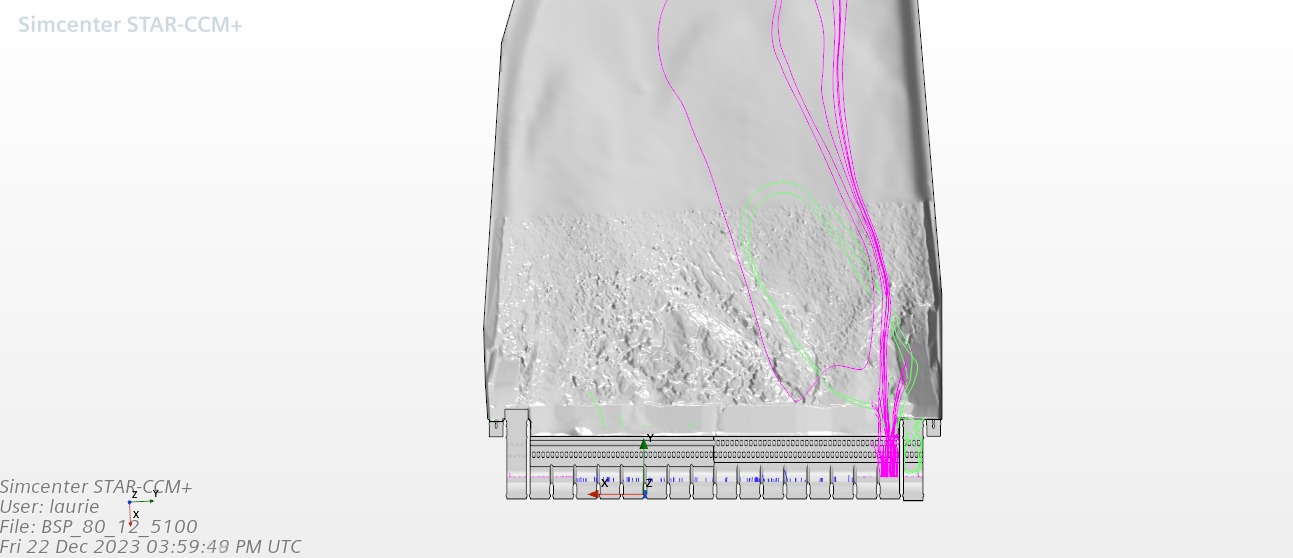 Simcenter STAR-CCM+
Y
X
Z
Simcenter STAR-CCM+
Z
Y
X
User: laurie
File: BSP_80_12_5100
Fri 22 Dec 2023 03:59:49 PM UTC